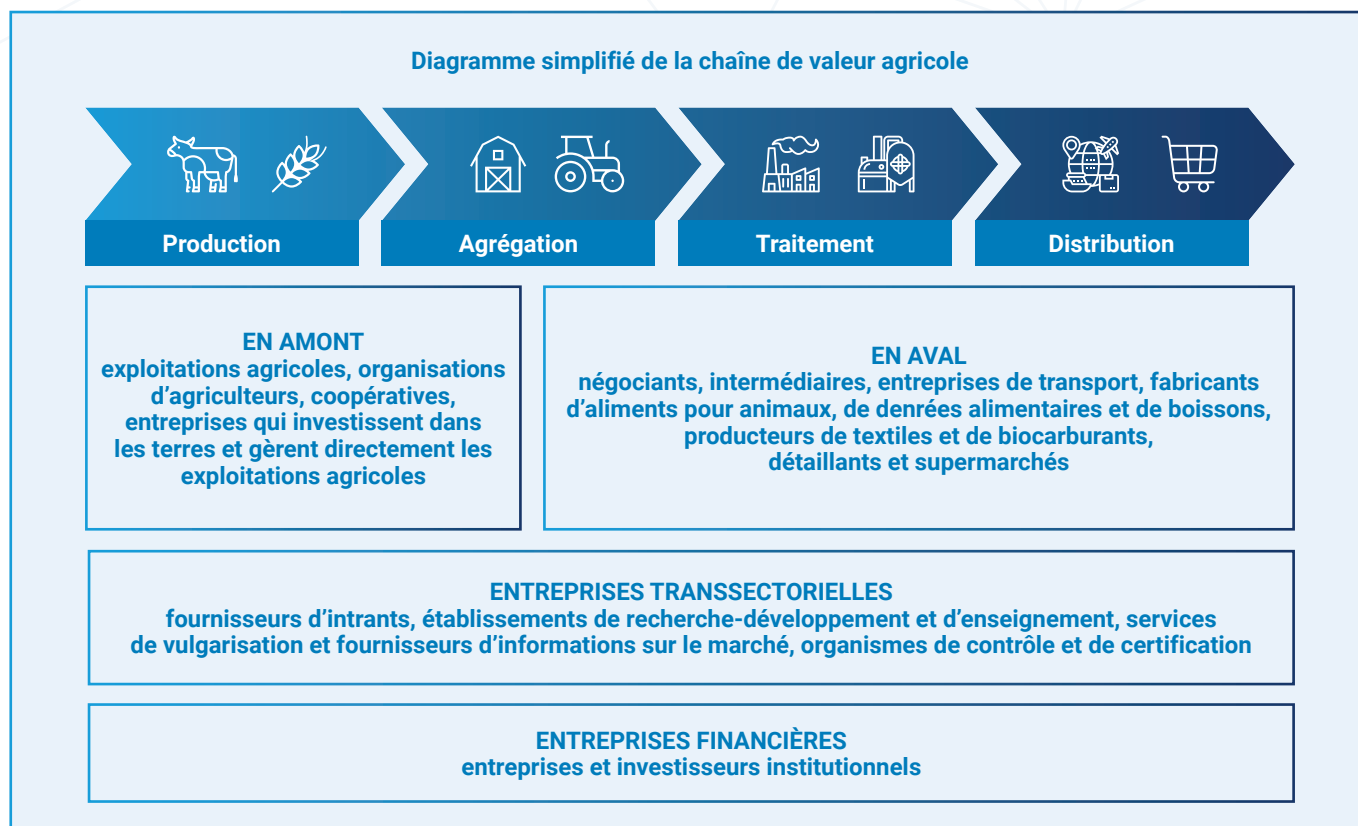 Diagramme simplifié de la chaîne de valeur agricole
Production
Agrégation
Traitement
Distribution
EN AMONT
exploitations agricoles, organisations
d’agriculteurs, coopératives,
entreprises qui investissent dans
les terres et gèrent directement les
exploitations agricoles
EN AVAL
négociants, intermédiaires, entreprises de transport, fabricants
d’aliments pour animaux, de denrées alimentaires et de boissons,
producteurs de textiles et de biocarburants,
détaillants et supermarchés
ENTREPRISES TRANSSECTORIELLES
fournisseurs d’intrants, établissements de recherche-développement et d’enseignement, services
de vulgarisation et fournisseurs d’informations sur le marché, organismes de contrôle et de certification
ENTREPRISES FINANCIÈRES
entreprises et investisseurs institutionnels